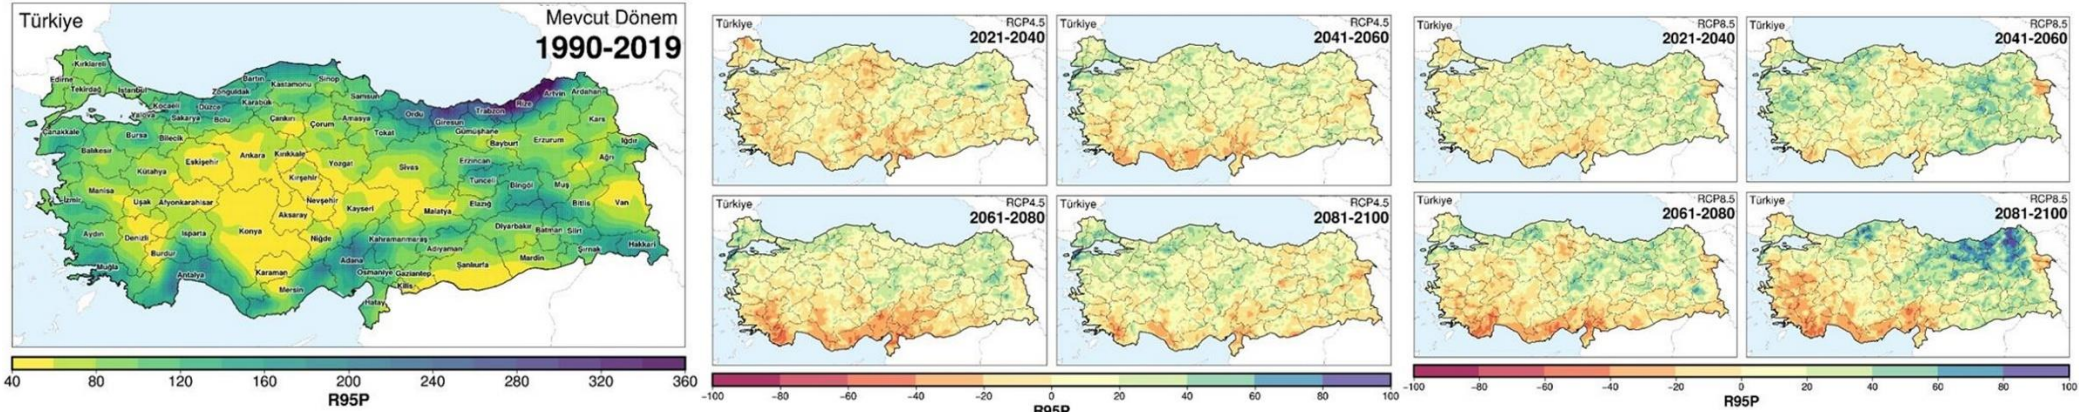 Türkiye
Mevcut Dönem
1990-2019
Kırklareli
Edirne
Tekirdağ
İstanbul
Kocaeli
Yalova
Sakarya
Düzce
Zonguldak
Bartın
Karabük
Kastamonu
Sinop
Samsun
Bolu
Çankırı
Çorum
Amasya
Tokat
Ordu
Giresun
Trabzon
Rize
Artvin
Ardahan
Kars
Gümüşhane
Bayburt
Erzurum
Iğdır
Ağrı
Çanakkale
Balıkesir
Bursa
Bilecik
Eskişehir
Ankara
Kırıkkale
Yozgat
Sivas
Erzincan
Tunceli
Bingöl
Muş
Kütahya
Manisa
Kırşehir
İzmir
Uşak
Afyonkarahisar
Nevşehir
Aksaray
Kayseri
Malatya
Elazığ
Bitlis
Van
Aydın
Denizli
Isparta
Konya
Niğde
Kahramanmaraş
Adıyaman
Diyarbakır
Batman
Siirt
Şırnak
Hakkari
Muğla
Burdur
Antalya
Karaman
Mersin
Adana
Osmaniye
Gaziantep
Kilis
Hatay
Şanlıurfa
Mardin
40 80 120 160 200 240 280 320 360
R95P
Türkiye
RCP4.5
2021-2040
Türkiye
RCP4.5
2041-2060
Türkiye
RCP4.5
2061-2080
Türkiye
RCP4.5
2081-2100
-100 -80 -60 -40 -20 0 20 40 60 80 100
R95P
Türkiye
RCP8.5
2021-2040
Türkiye
RCP8.5
2041-2060
Türkiye
RCP8.5
2061-2080
Türkiye
RCP8.5
2081-2100
-100 -80 -60 -40 -20 0 20 40 60 80 100
R95P